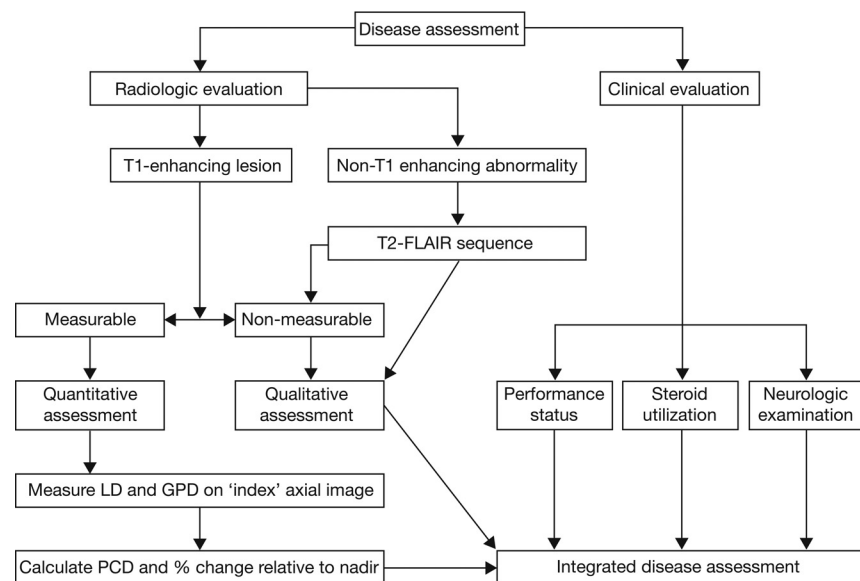 Disease assessment
Radiologic evaluation
Clinical evaluation
T1-enhancing lesion
Non-T1 enhancing abnormality
T2-FLAIR sequence
Measurable
Non-measurable
Quantitative
assessment
Qualitative
assessment
Performance
status
Steroid
utilization
Neurologic
examination
Measure LD and GPD on ‘index’ axial image
Calculate PCD and % change relative to nadir
Integrated disease assessment